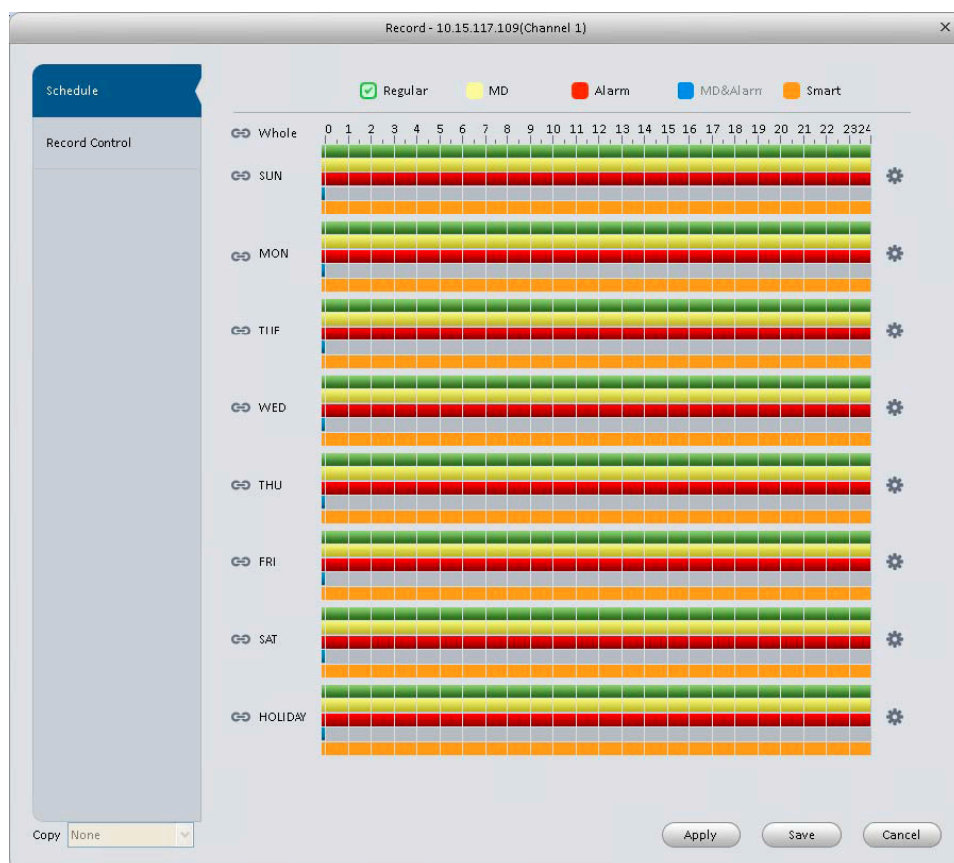 Record - 10.15.117.109(Channel 1)
Schedule
Record Control
Regular MD Alarm MD&Alarm Smart
Whole 0 1 2 3 4 5 6 7 8 9 10 11 12 13 14 15 16 17 18 19 20 21 22 23 24
SUN
MON
TUE
WED
THU
FRI
SAT
HOLIDAY
Copy None
Apply Save Cancel